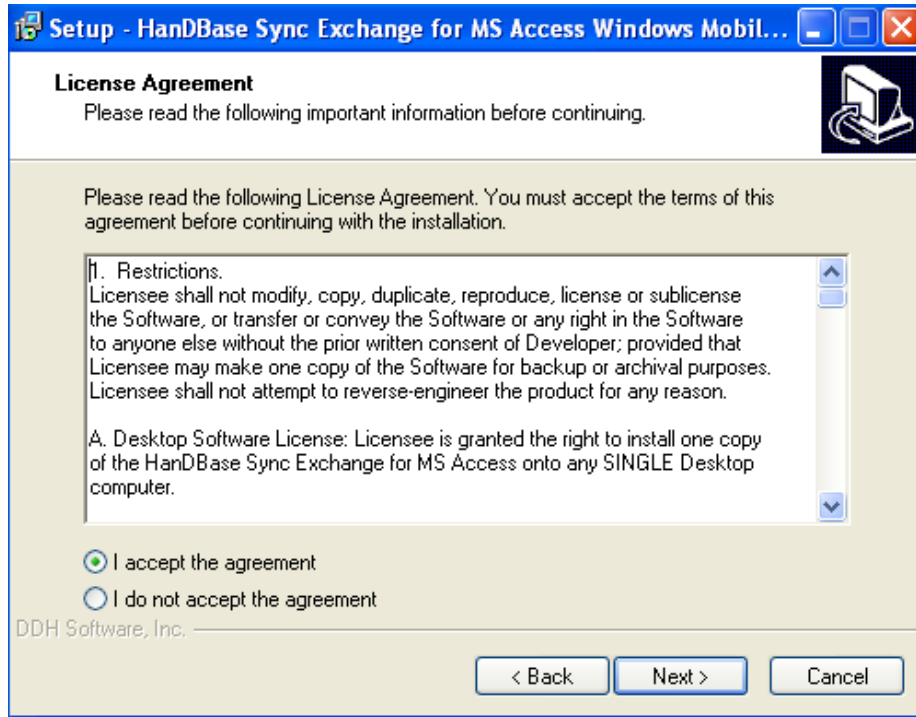 Setup - HanDBase Sync Exchange for MS Access Windows Mobil...
License Agreement
Please read the following important information before continuing.
Please read the following License Agreement. You must accept the terms of this
agreement before continuing with the installation.
1. Restrictions.
Licensee shall not modify, copy, duplicate, reproduce, license or sublicense
the Software, or transfer or convey the Software or any right in the Software
to anyone else without the prior written consent of Developer; provided that
Licensee may make one copy of the Software for backup or archival purposes.
Licensee shall not attempt to reverse-engineer the product for any reason.
A. Desktop Software License: Licensee is granted the right to install one copy
of the HanDBase Sync Exchange for MS Access onto any SINGLE Desktop
computer.
I accept the agreement
I do not accept the agreement
DDH Software, Inc.
< Back Next > Cancel